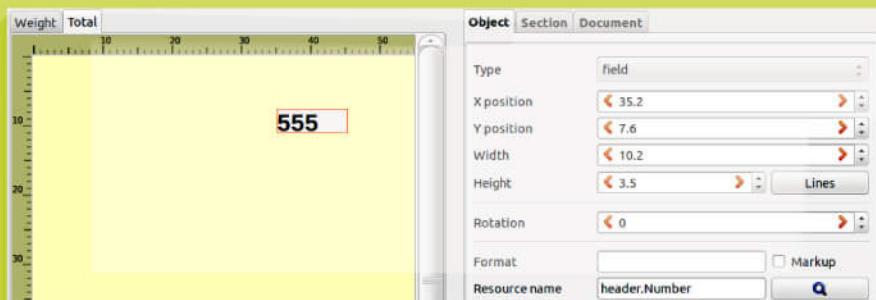 Weight Total
10 20 30 40 50
10
20
30
555
Object Section Document
Type field
X position 35.2
Y position 7.6
Width 10.2
Height 3.5 Lines
Rotation 0
Format Markup
Resource name header.Number